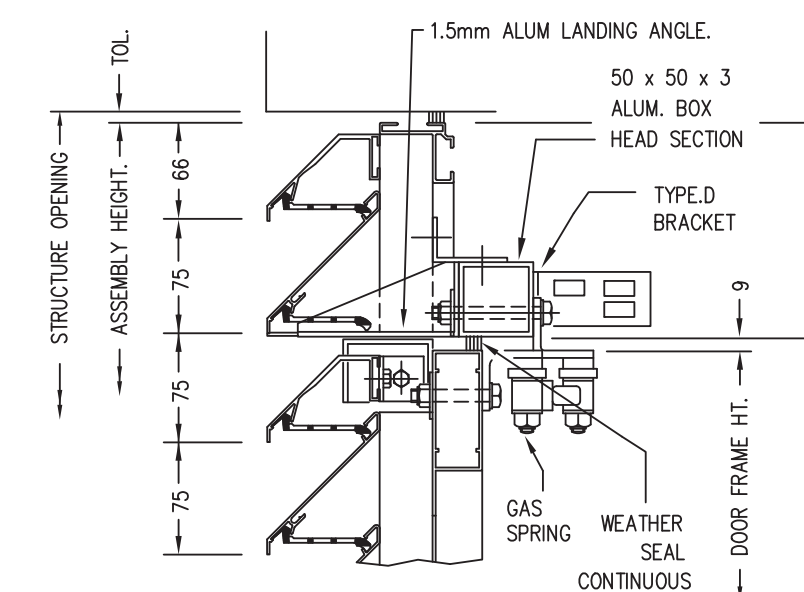 TOL.
1.5mm ALUM LANDING ANGLE.
50 x 50 x 3
ALUM. BOX
HEAD SECTION
TYPE.D
BRACKET
STRUCTURE OPENING
ASSEMBLY HEIGHT.
66
75
75
75
9
DOOR FRAME HT.
GAS
SPRING
WEATHER
SEAL
CONTINUOUS